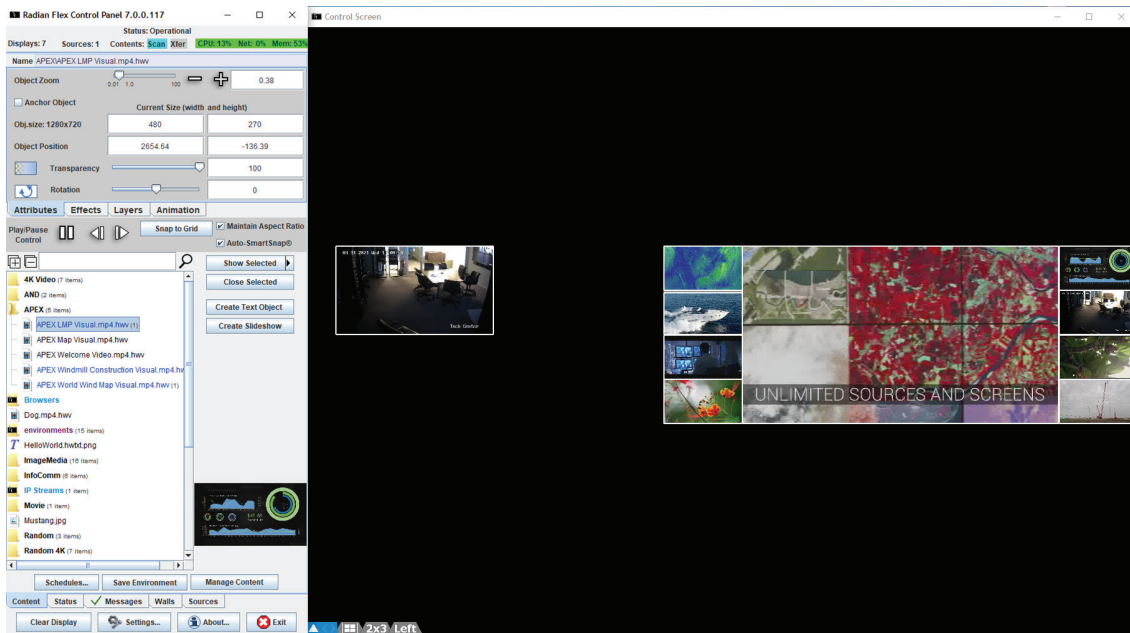 Radian Flex Control Panel 7.0.0.117
Control Screen
Status: Operational
Displays: 7 Sources: 1 Contents: Scan Xfer CPU: 13% Net: 0% Mem: 53%
Name APEX\APEX LMP Visual.mp4.hwv
Object Zoom 0.01 1.0 100 0.38
Anchor Object Current Size (width and height)
Obj.size: 1280x720 480 270
Object Position 2654.64 -136.39
Transparency 100
Rotation 0
Attributes Effects Layers Animation
Play/Pause Control
Snap to Grid
Maintain Aspect Ratio
Auto-SmartSnap®
Show Selected
Close Selected
Create Text Object
Create Slideshow
4K Video (7 items)
AND (2 items)
APEX (5 items)
APEX LMP Visual.mp4.hwv (1)
APEX Map Visual.mp4.hwv
APEX Welcome Video.mp4.hwv
APEX Windmill Construction Visual.mp4.hv
APEX World Wind Map Visual.mp4.hwv (1)
Browsers
Dog.mp4.hwv
environments (15 items)
HelloWorld.hwtxt.png
ImageMedia (16 items)
InfoComm (6 items)
IP Streams (1 item)
Movie (1 item)
Mustang.jpg
Random (3 items)
Random 4K (7 items)
Schedules... Save Environment Manage Content
Content Status Messages Walls Sources
Clear Display Settings... About... Exit
Tech Center
UNLIMITED SOURCES AND SCREENS
2x3 Left